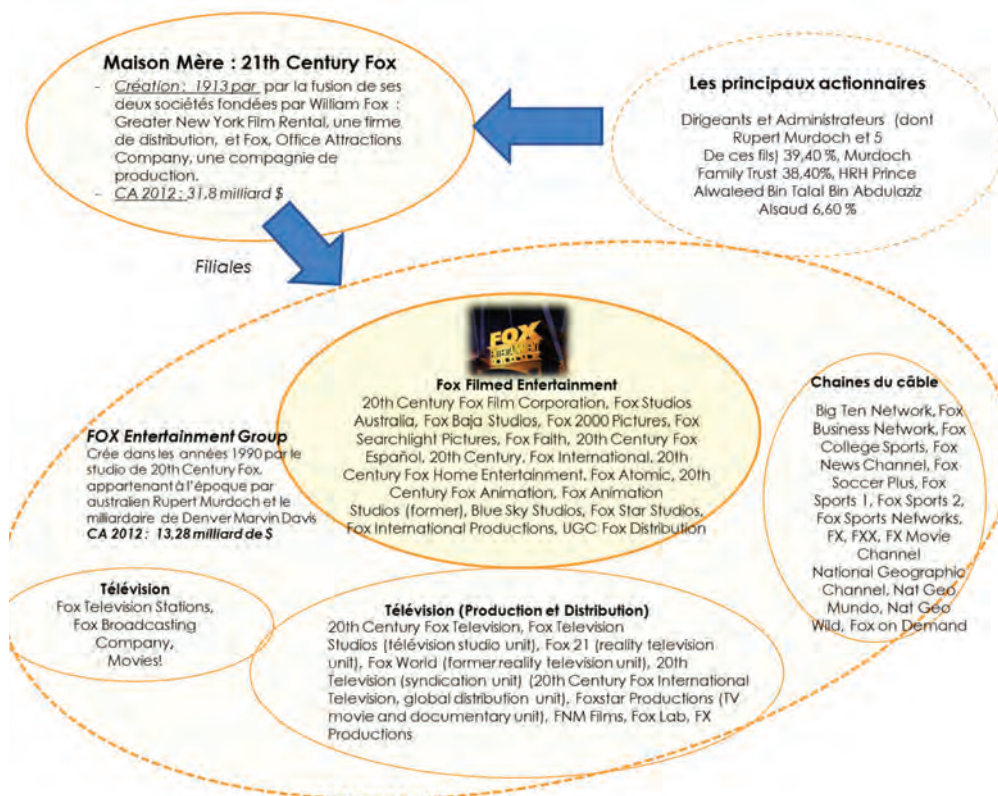 Maison Mère : 21th Century Fox
- Création : 1913 par par la fusion de ses
deux sociétés fondées par William Fox :
Greater New York Film Rental, une firme
de distribution, et Fox, Office Attractions
Company, une compagnie de
production.
- CA 2012 : 31,8 milliard $
Les principaux actionnaires
Dirigeants et Administrateurs (dont
Rupert Murdoch et 5
De ces fils) 39,40 %, Murdoch
Family Trust 38,40%, HRH Prince
Alwaleed Bin Talal Bin Abdulaziz
Alsaud 6,60 %
Filiales
FOX
Fox Filmed Entertainment
20th Century Fox Film Corporation, Fox Studios
Australia, Fox Baja Studios, Fox 2000 Pictures, Fox
Searchlight Pictures, Fox Faith, 20th Century Fox
Español, 20th Century, Fox International, 20th
Century Fox Home Entertainment, Fox Atomic, 20th
Century Fox Animation, Fox Animation
Studios (former), Blue Sky Studios, Fox Star Studios,
Fox International Productions, UGC Fox Distribution
Chaines du câble
Big Ten Network, Fox
Business Network, Fox
College Sports, Fox
News Channel, Fox
Soccer Plus, Fox
Sports 1, Fox Sports 2,
Fox Sports Networks,
FX, FXX, FX Movie
Channel
National Geographic
Channel, Nat Geo
Mundo, Nat Geo
Wild, Fox on Demand
FOX Entertainment Group
Crée dans les années 1990 par le
studio de 20th Century Fox,
appartenant à l'époque par
australien Rupert Murdoch et le
milliardaire de Denver Marvin Davis
CA 2012 : 13,28 milliard de $
Télévision
Fox Television Stations,
Fox Broadcasting
Company,
Movies!
Télévision (Production et Distribution)
20th Century Fox Television, Fox Television
Studios (télévision studio unit), Fox 21 (reality television
unit), Fox World (former reality television unit), 20th
Television (syndication unit) (20th Century Fox International
Television, global distribution unit), Foxstar Productions (TV
movie and documentary unit), FNM Films, Fox Lab, FX
Productions